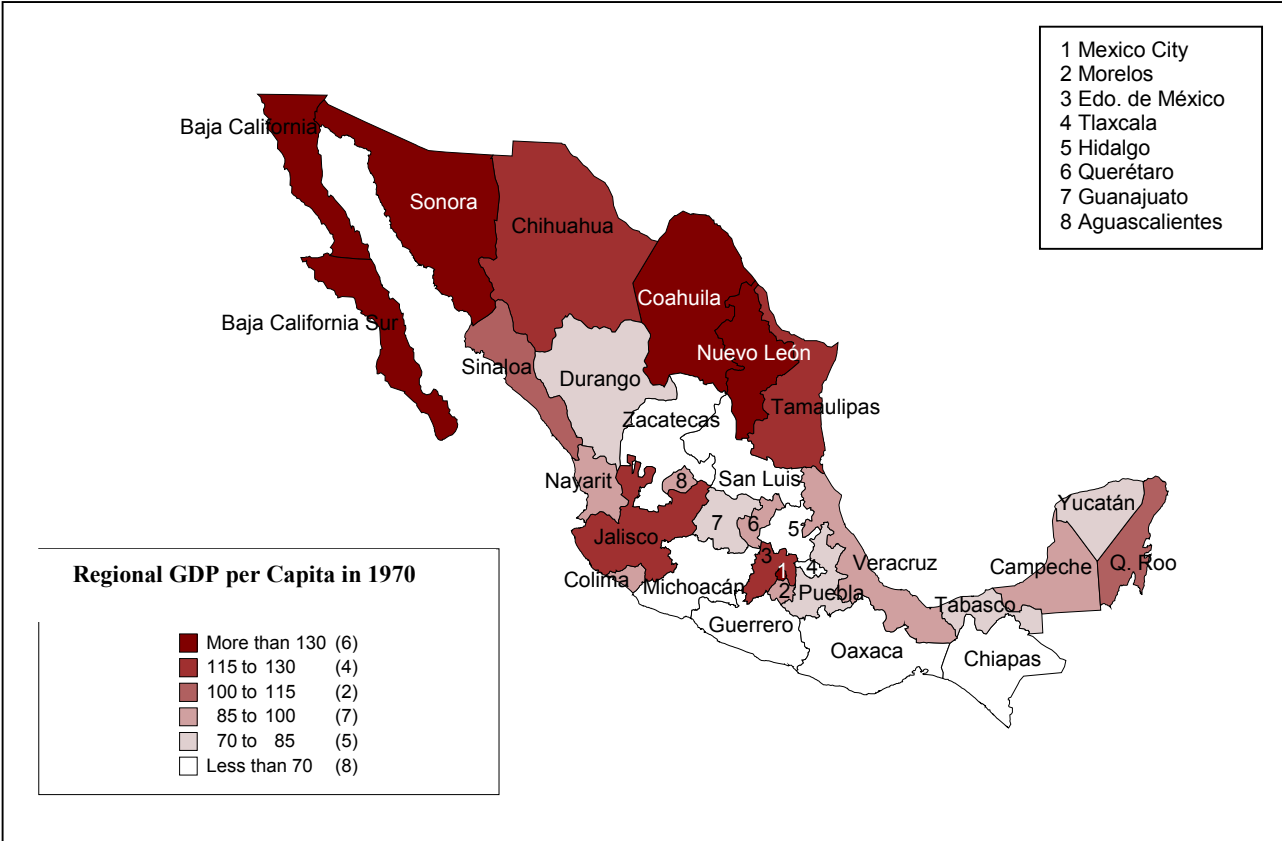 1 Mexico City
2 Morelos
3 Edo. de México
4 Tlaxcala
5 Hidalgo
6 Querétaro
7 Guanajuato
8 Aguascalientes
Baja California
Sonora
Chihuahua
Coahuila
Baja California Sur
Nuevo León
Sinaloa
Durango
Tamaulipas
Zacatecas
Nayarit
8
San Luis
Yucatán
7
6
5
Jalisco
3
4
Veracruz
Campeche
Q. Roo
1
Colima
Michoacán
2
Puebla
Tabasco
Guerrero
Oaxaca
Chiapas
Regional GDP per Capita in 1970
More than 130 (6)
115 to 130 (4)
100 to 115 (2)
85 to 100 (7)
70 to 85 (5)
Less than 70 (8)